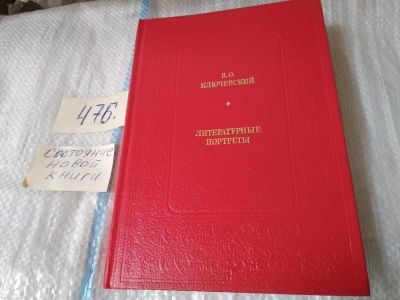 В.О.
КЛЮЧЕВСКИЙ
ЛИТЕРАТУРНЫЕ
ПОРТРЕТЫ
476.
Состояние
новой
книги